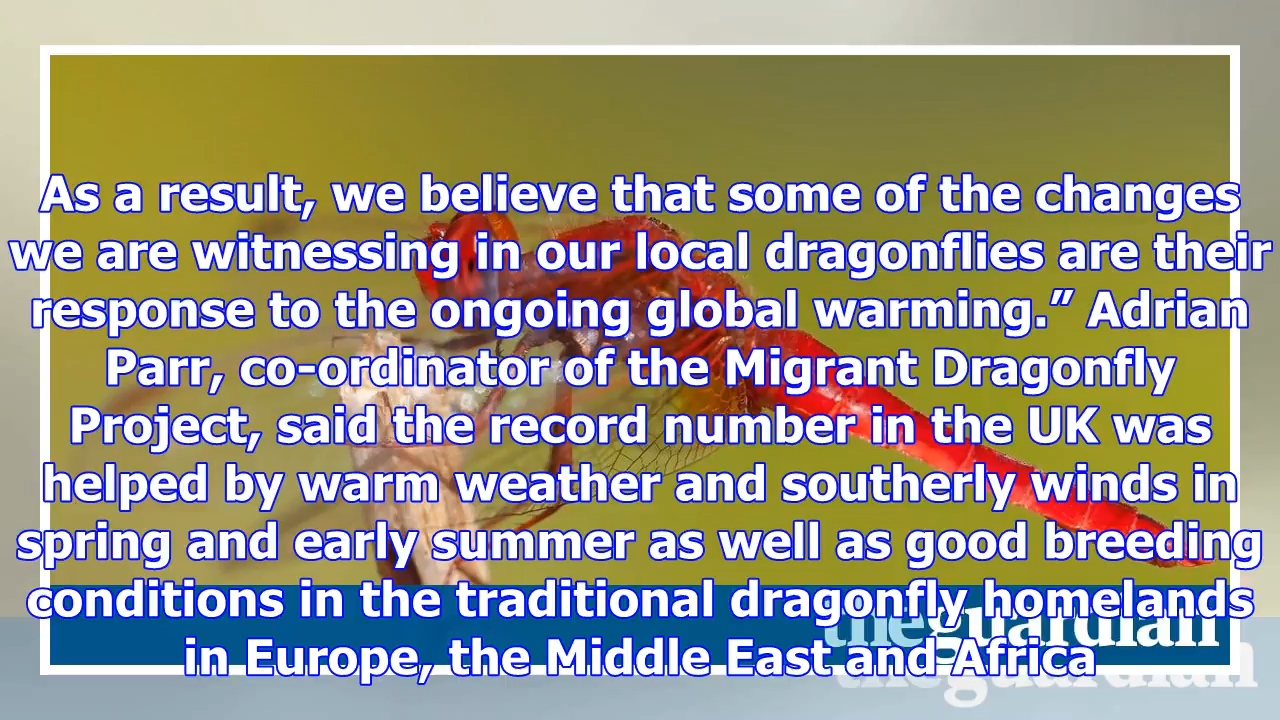 As a result, we believe that some of the changes
we are witnessing in our local dragonflies are their
response to the ongoing global warming.” Adrian
Parr, co-ordinator of the Migrant Dragonfly
Project, said the record number in the UK was
helped by warm weather and southerly winds in
spring and early summer as well as good breeding
conditions in the traditional dragonfly homelands
in Europe, the Middle East and Africa
theguardian
theguardian